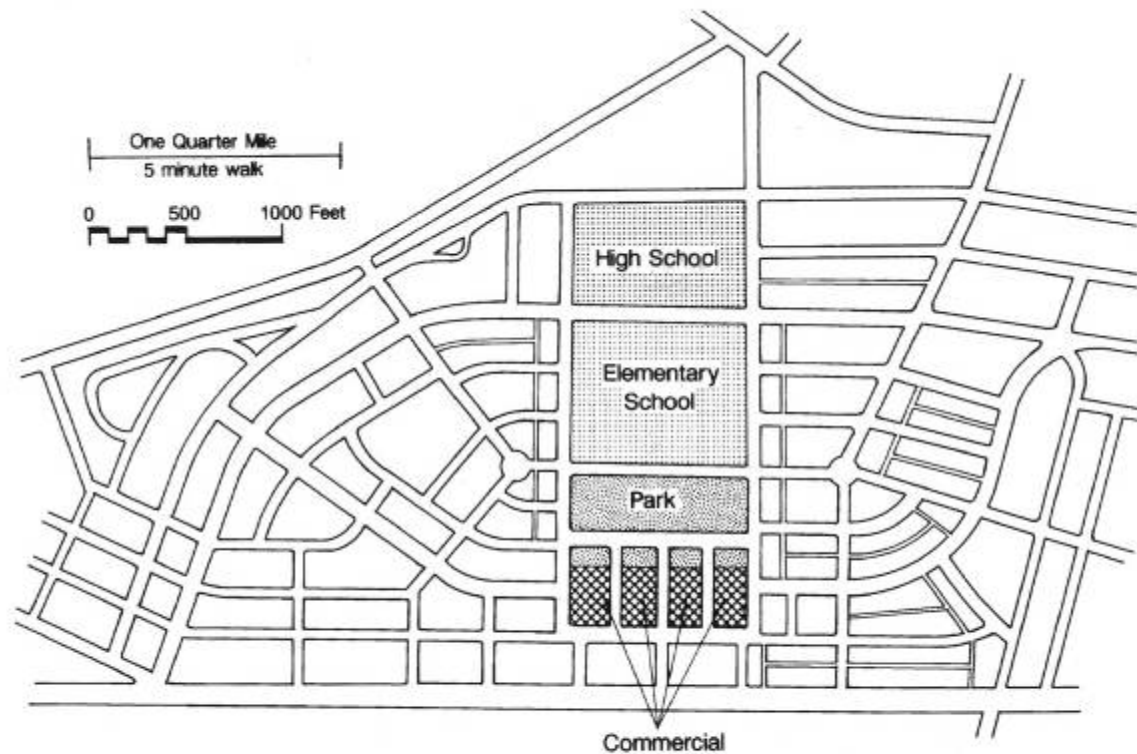 One Quarter Mile
5 minute walk
0 500 1000 Feet
High School
Elementary
School
Park
Commercial